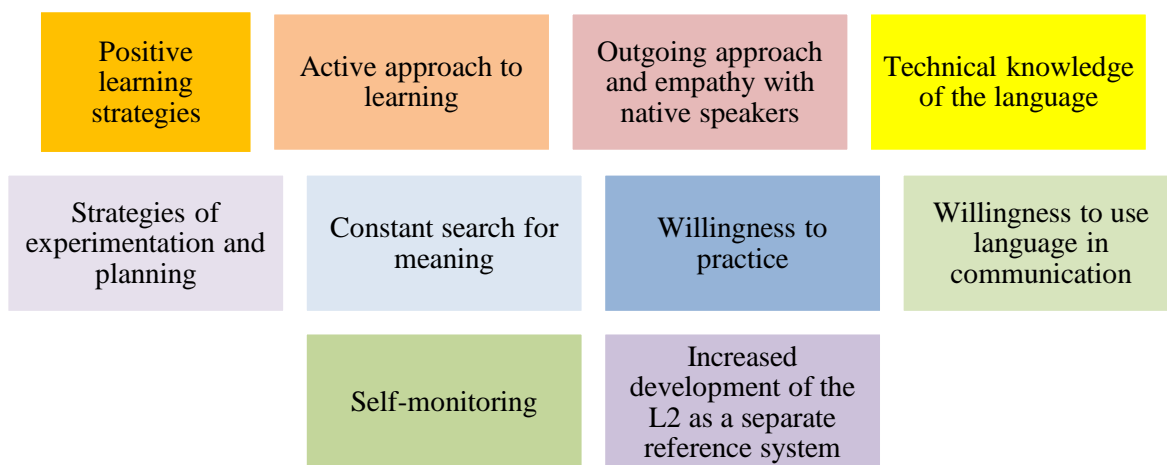 Positive
learning
strategies
Active approach to
learning
Outgoing approach
and empathy with
native speakers
Technical knowledge
of the language
Strategies of
experimentation and
planning
Constant search for
meaning
Willingness to
practice
Willingness to use
language in
communication
Self-monitoring
Increased
development of the
L2 as a separate
reference system